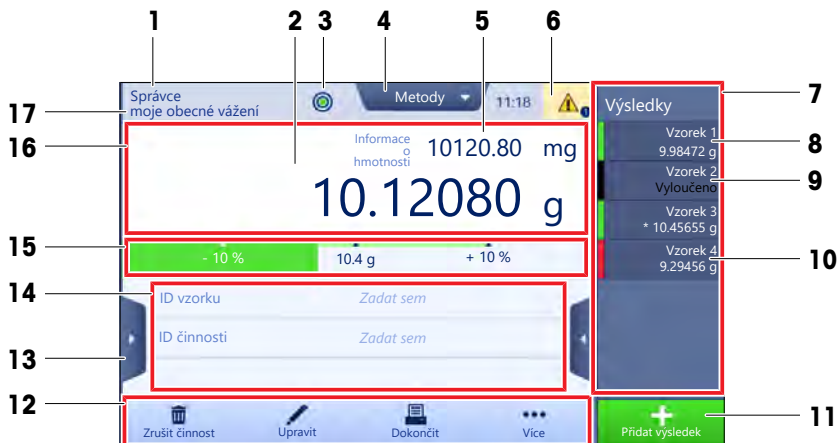 1
2
3
4
5
6
7
Správce
moje obecné vážení
Metody
11:18
17
16
Informace
o
hmotnosti
10120.80 mg
10.12080 g
Výsledky
Vzorek 1
9.98472 g
8
Vzorek 2
Vyloučeno
9
Vzorek 3
* 10.45655 g
Vzorek 4
9.29456 g
10
15
- 10 %
10.4 g
+ 10 %
14
ID vzorku
Zadat sem
ID činnosti
Zadat sem
13
12
Zrušit činnost
Upravit
Dokončit
Více
Přidat výsledek
11